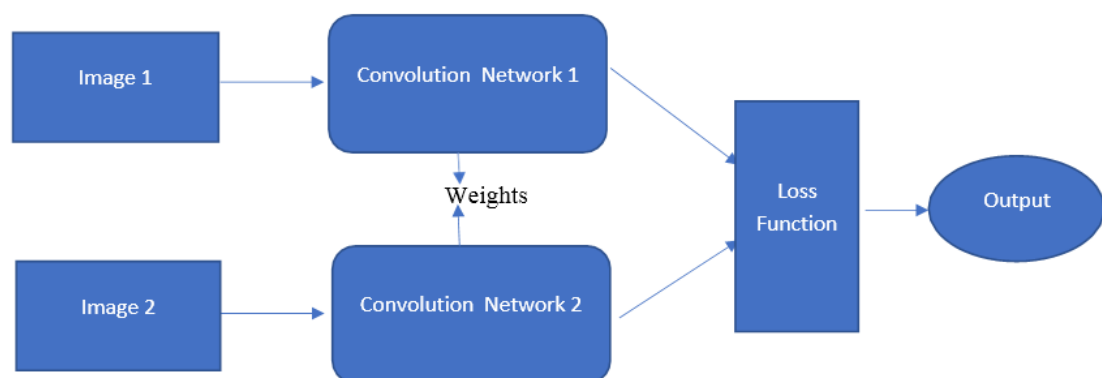 Image 1
Convolution Network 1
Weights
Loss
Function
Output
Image 2
Convolution Network 2